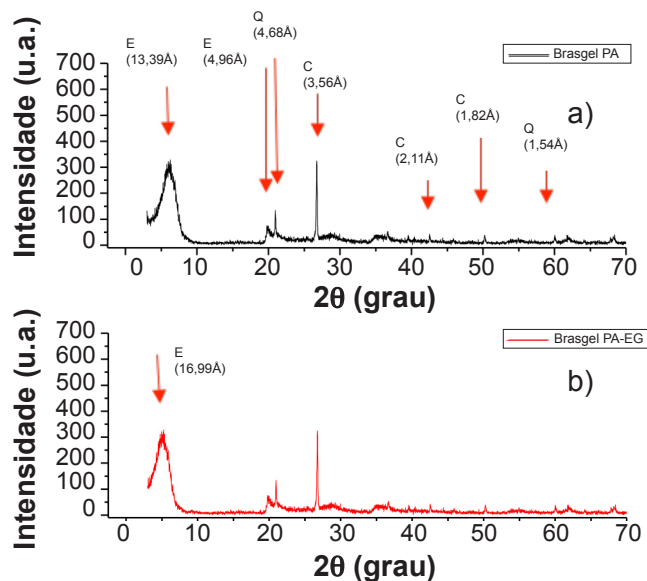 E
(13,39Å)
E
(4,96Å)
Q
(4,68Å)
C
(3,56Å)
C
(2,11Å)
C
(1,82Å)
Q
(1,54Å)
Brasgel PA
a)
Intensidade (u.a.)
700
600
500
400
300
200
100
0
0 10 20 30 40 50 60 70
2θ (grau)
E
(16,99Å)
Brasgel PA-EG
b)
Intensidade (u.a.)
700
600
500
400
300
200
100
0
0 10 20 30 40 50 60 70
2θ (grau)